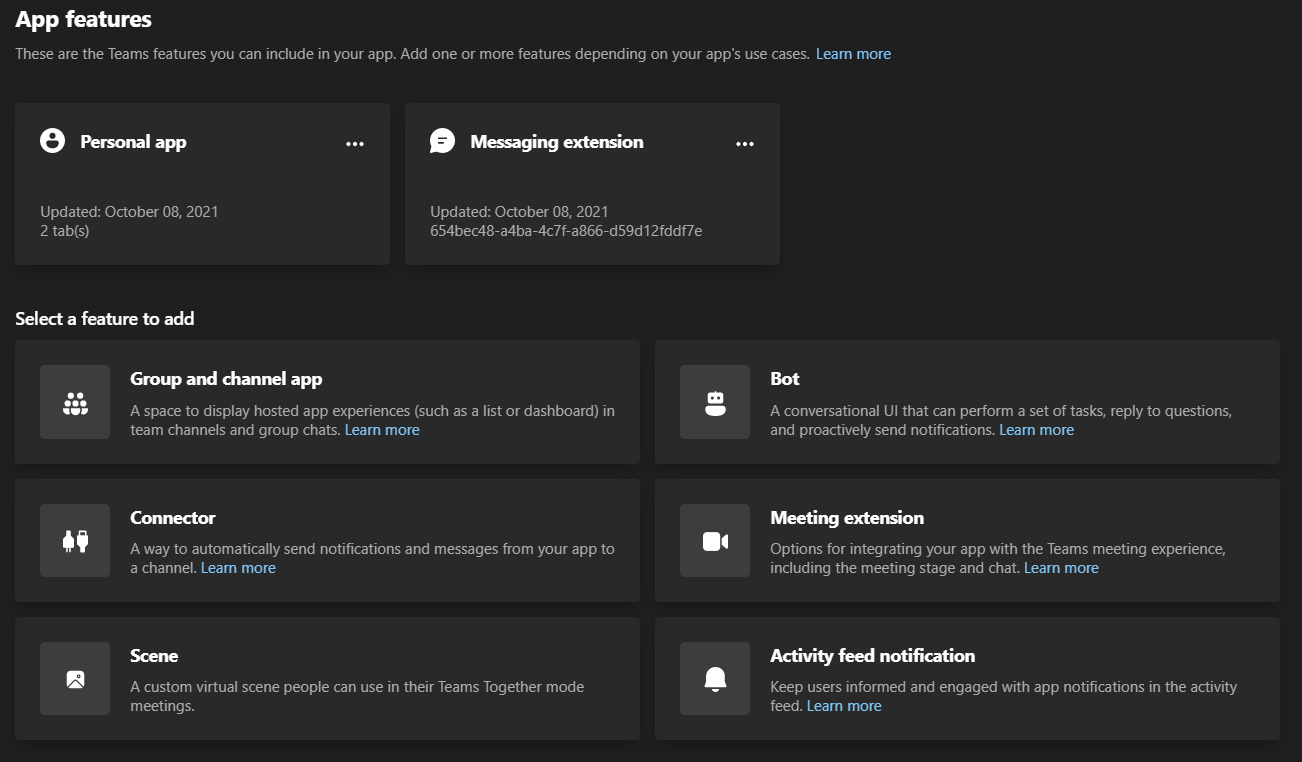 App features
These are the Teams features you can include in your app. Add one or more features depending on your app's use cases. Learn more
Personal app
Updated: October 08, 2021
2 tab(s)
Messaging extension
Updated: October 08, 2021
654bec48-a4ba-4c7f-a866-d59d12fddf7e
Select a feature to add
Group and channel app
A space to display hosted app experiences (such as a list or dashboard) in
team channels and group chats. Learn more
Bot
A conversational UI that can perform a set of tasks, reply to questions,
and proactively send notifications. Learn more
Connector
A way to automatically send notifications and messages from your app to
a channel. Learn more
Meeting extension
Options for integrating your app with the Teams meeting experience,
including the meeting stage and chat. Learn more
Scene
A custom virtual scene people can use in their Teams Together mode
meetings.
Activity feed notification
Keep users informed and engaged with app notifications in the activity
feed. Learn more